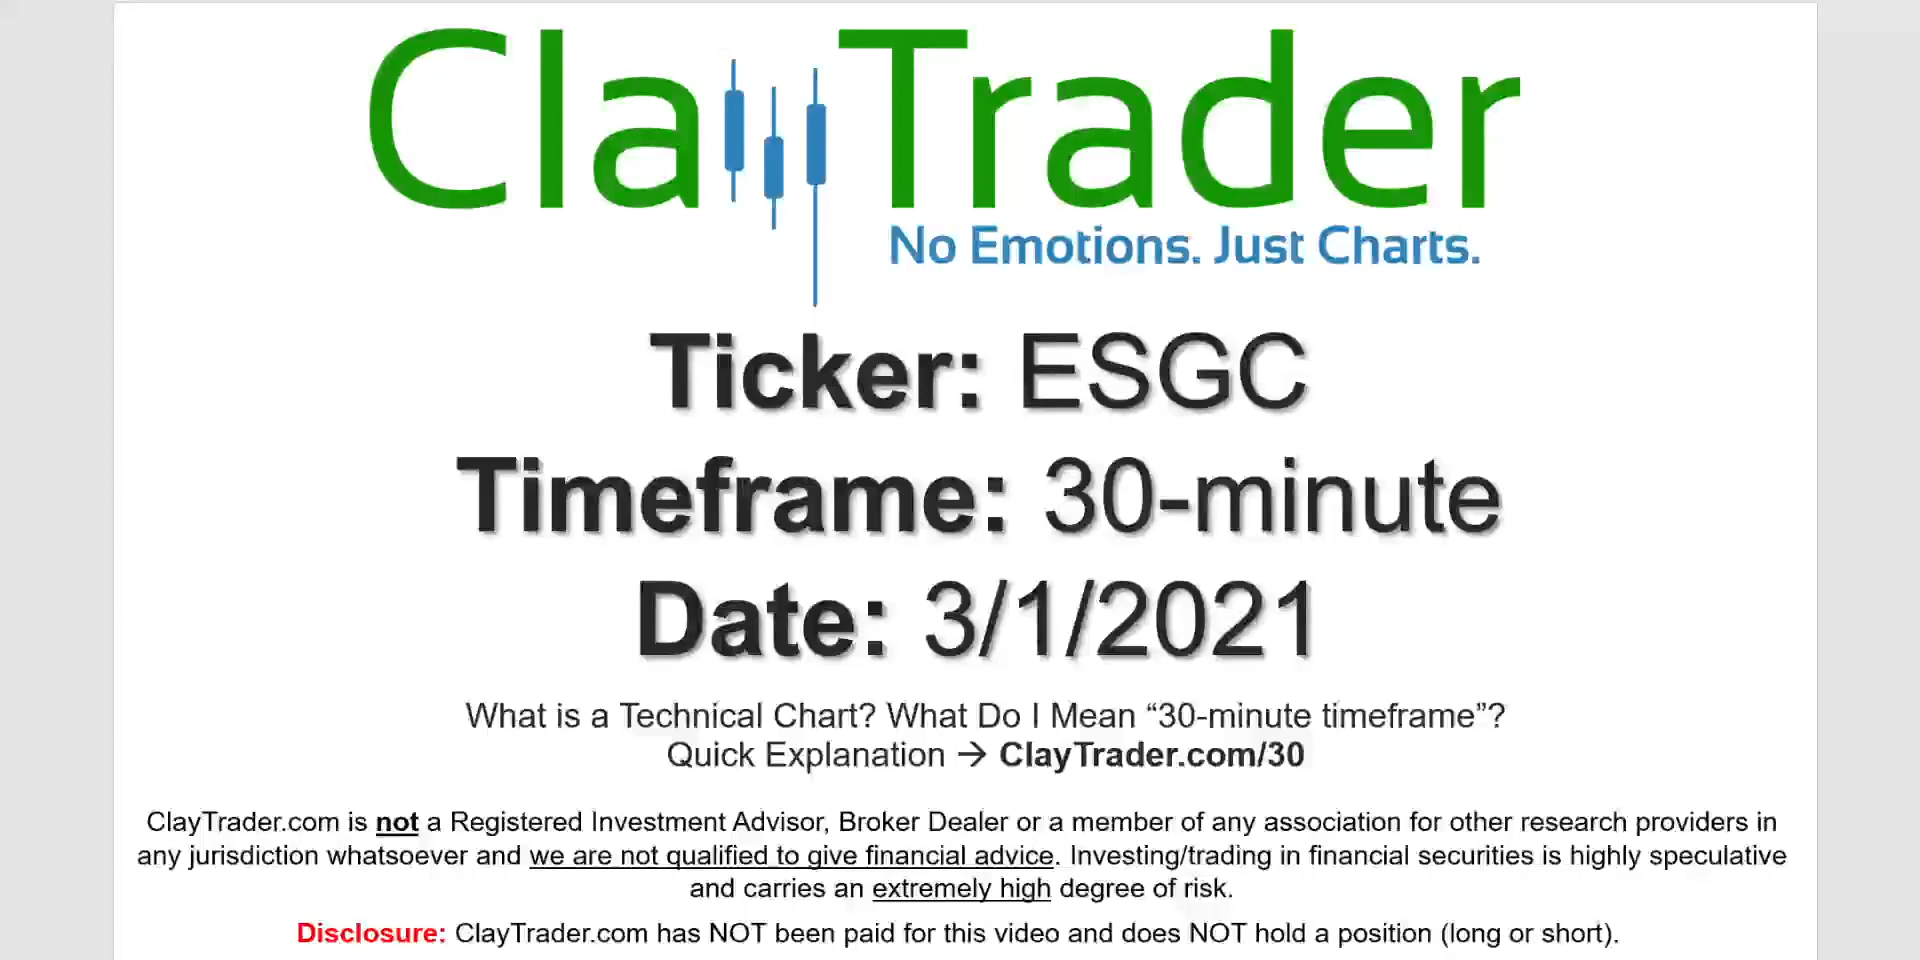 ClayTrader
No Emotions. Just Charts.
Ticker: ESGC
Timeframe: 30-minute
Date: 3/1/2021
What is a Technical Chart? What Do I Mean “30-minute timeframe”?
Quick Explanation → ClayTrader.com/30
ClayTrader.com is not a Registered Investment Advisor, Broker Dealer or a member of any association for other research providers in
any jurisdiction whatsoever and we are not qualified to give financial advice. Investing/trading in financial securities is highly speculative
and carries an extremely high degree of risk.
Disclosure: ClayTrader.com has NOT been paid for this video and does NOT hold a position (long or short).